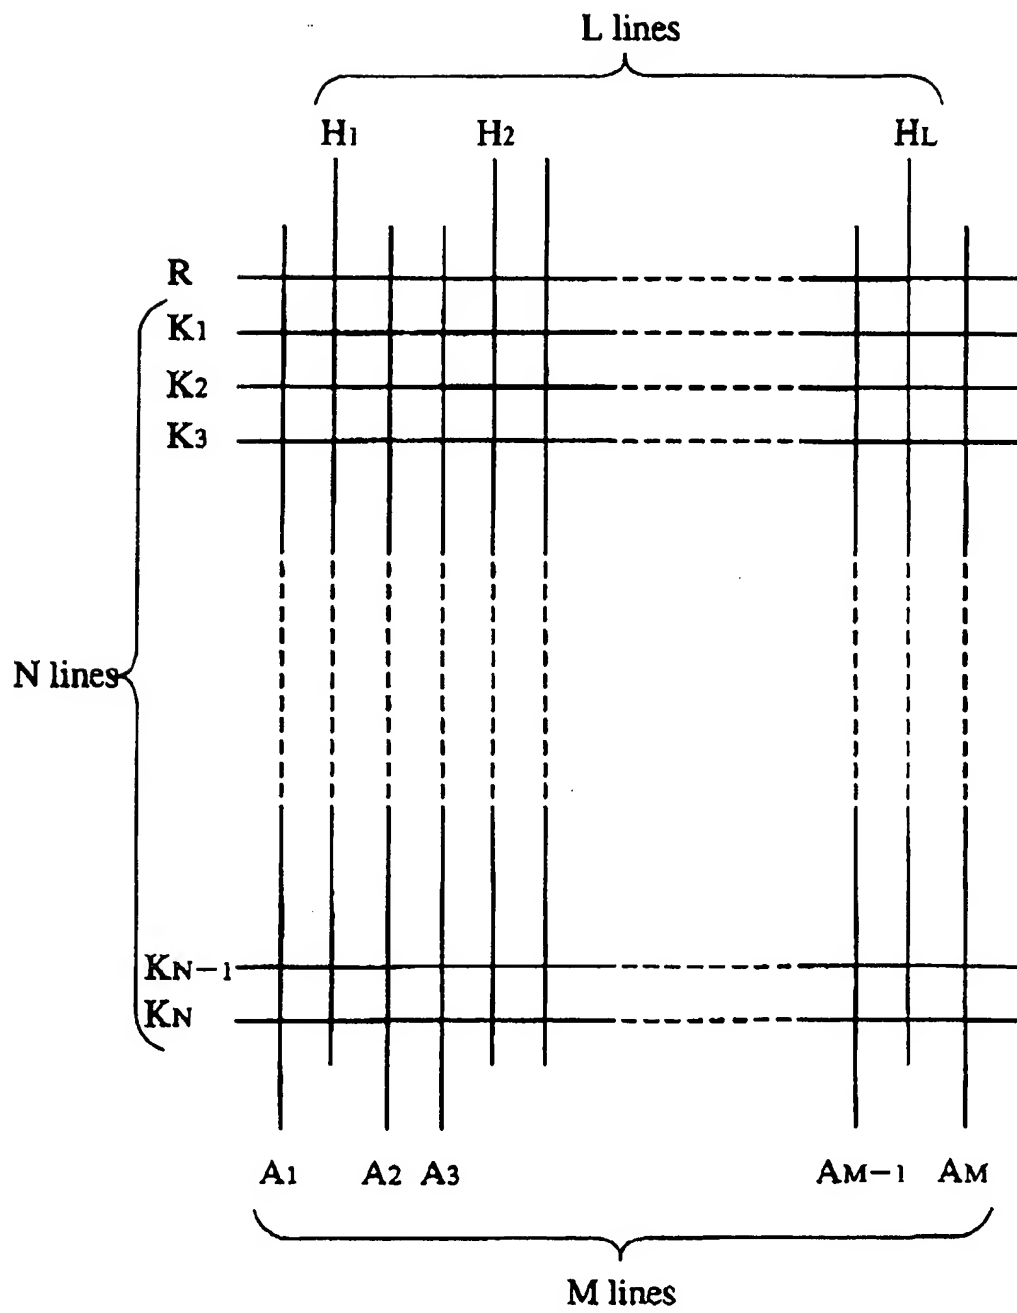 L lines
H1 H2 HL
R
K1
K2
K3
N lines
KN-1
KN
A1 A2 A3 AM-1 AM
M lines